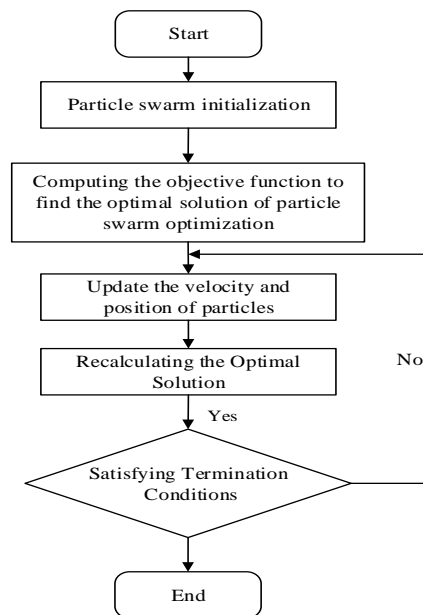 Start
Particle swarm initialization
Computing the objective function to
find the optimal solution of particle
swarm optimization
Update the velocity and
position of particles
Recalculating the Optimal
Solution
No
Yes
Satisfying Termination
Conditions
End